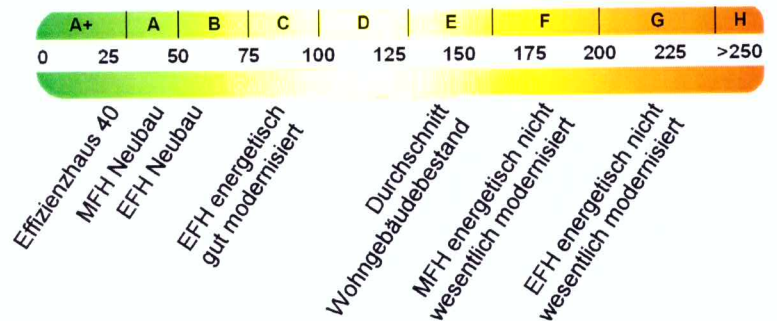 A+ A B C D E F G H
0 25 50 75 100 125 150 175 200 225 >250
Effizienzhaus 40
MFH Neubau
EFH Neubau
EFH energetisch
gut modernisiert
Durchschnitt
Wohngebäudebestand
MFH energetisch nicht
wesentlich modernisiert
EFH energetisch nicht
wesentlich modernisiert